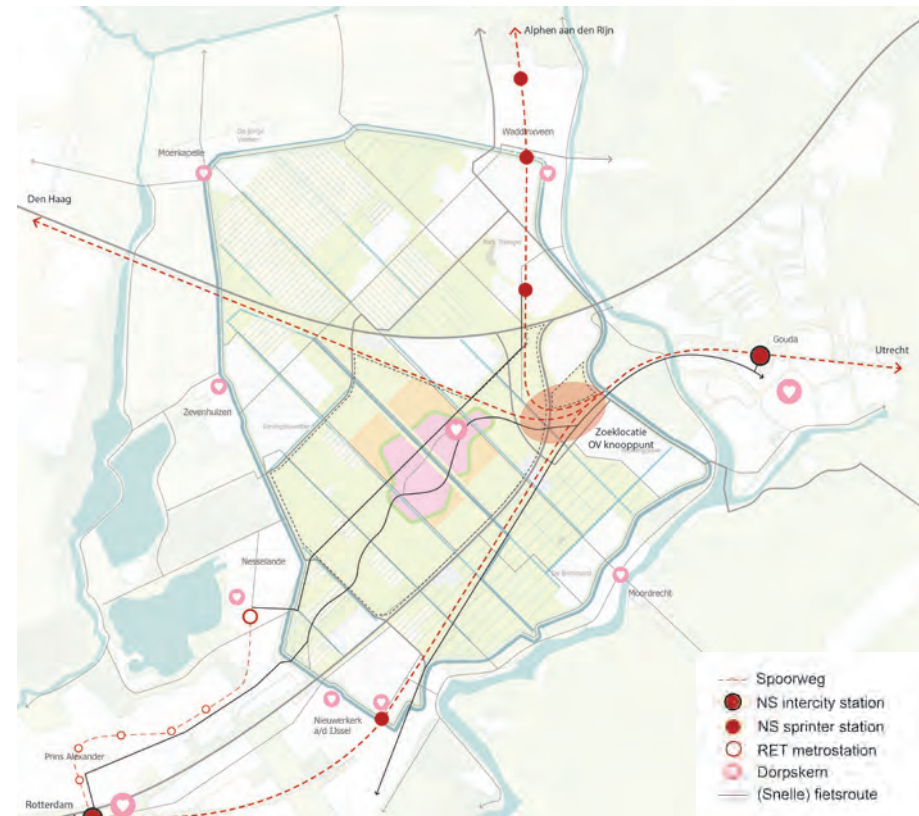 Alphen aan den Rijn
Waddinxveen
Moerkapelle
Den Haag
Gouda
Utrecht
Zevenhuizen
Zoeklocatie
OV knooppunt
Nesselande
Moordrecht
Nieuwerkerk
a/d IJssel
Prins Alexander
Rotterdam
Spoorweg
NS intercity station
NS sprinter station
RET metrostation
Dorpskern
(Snelle) fietsroute